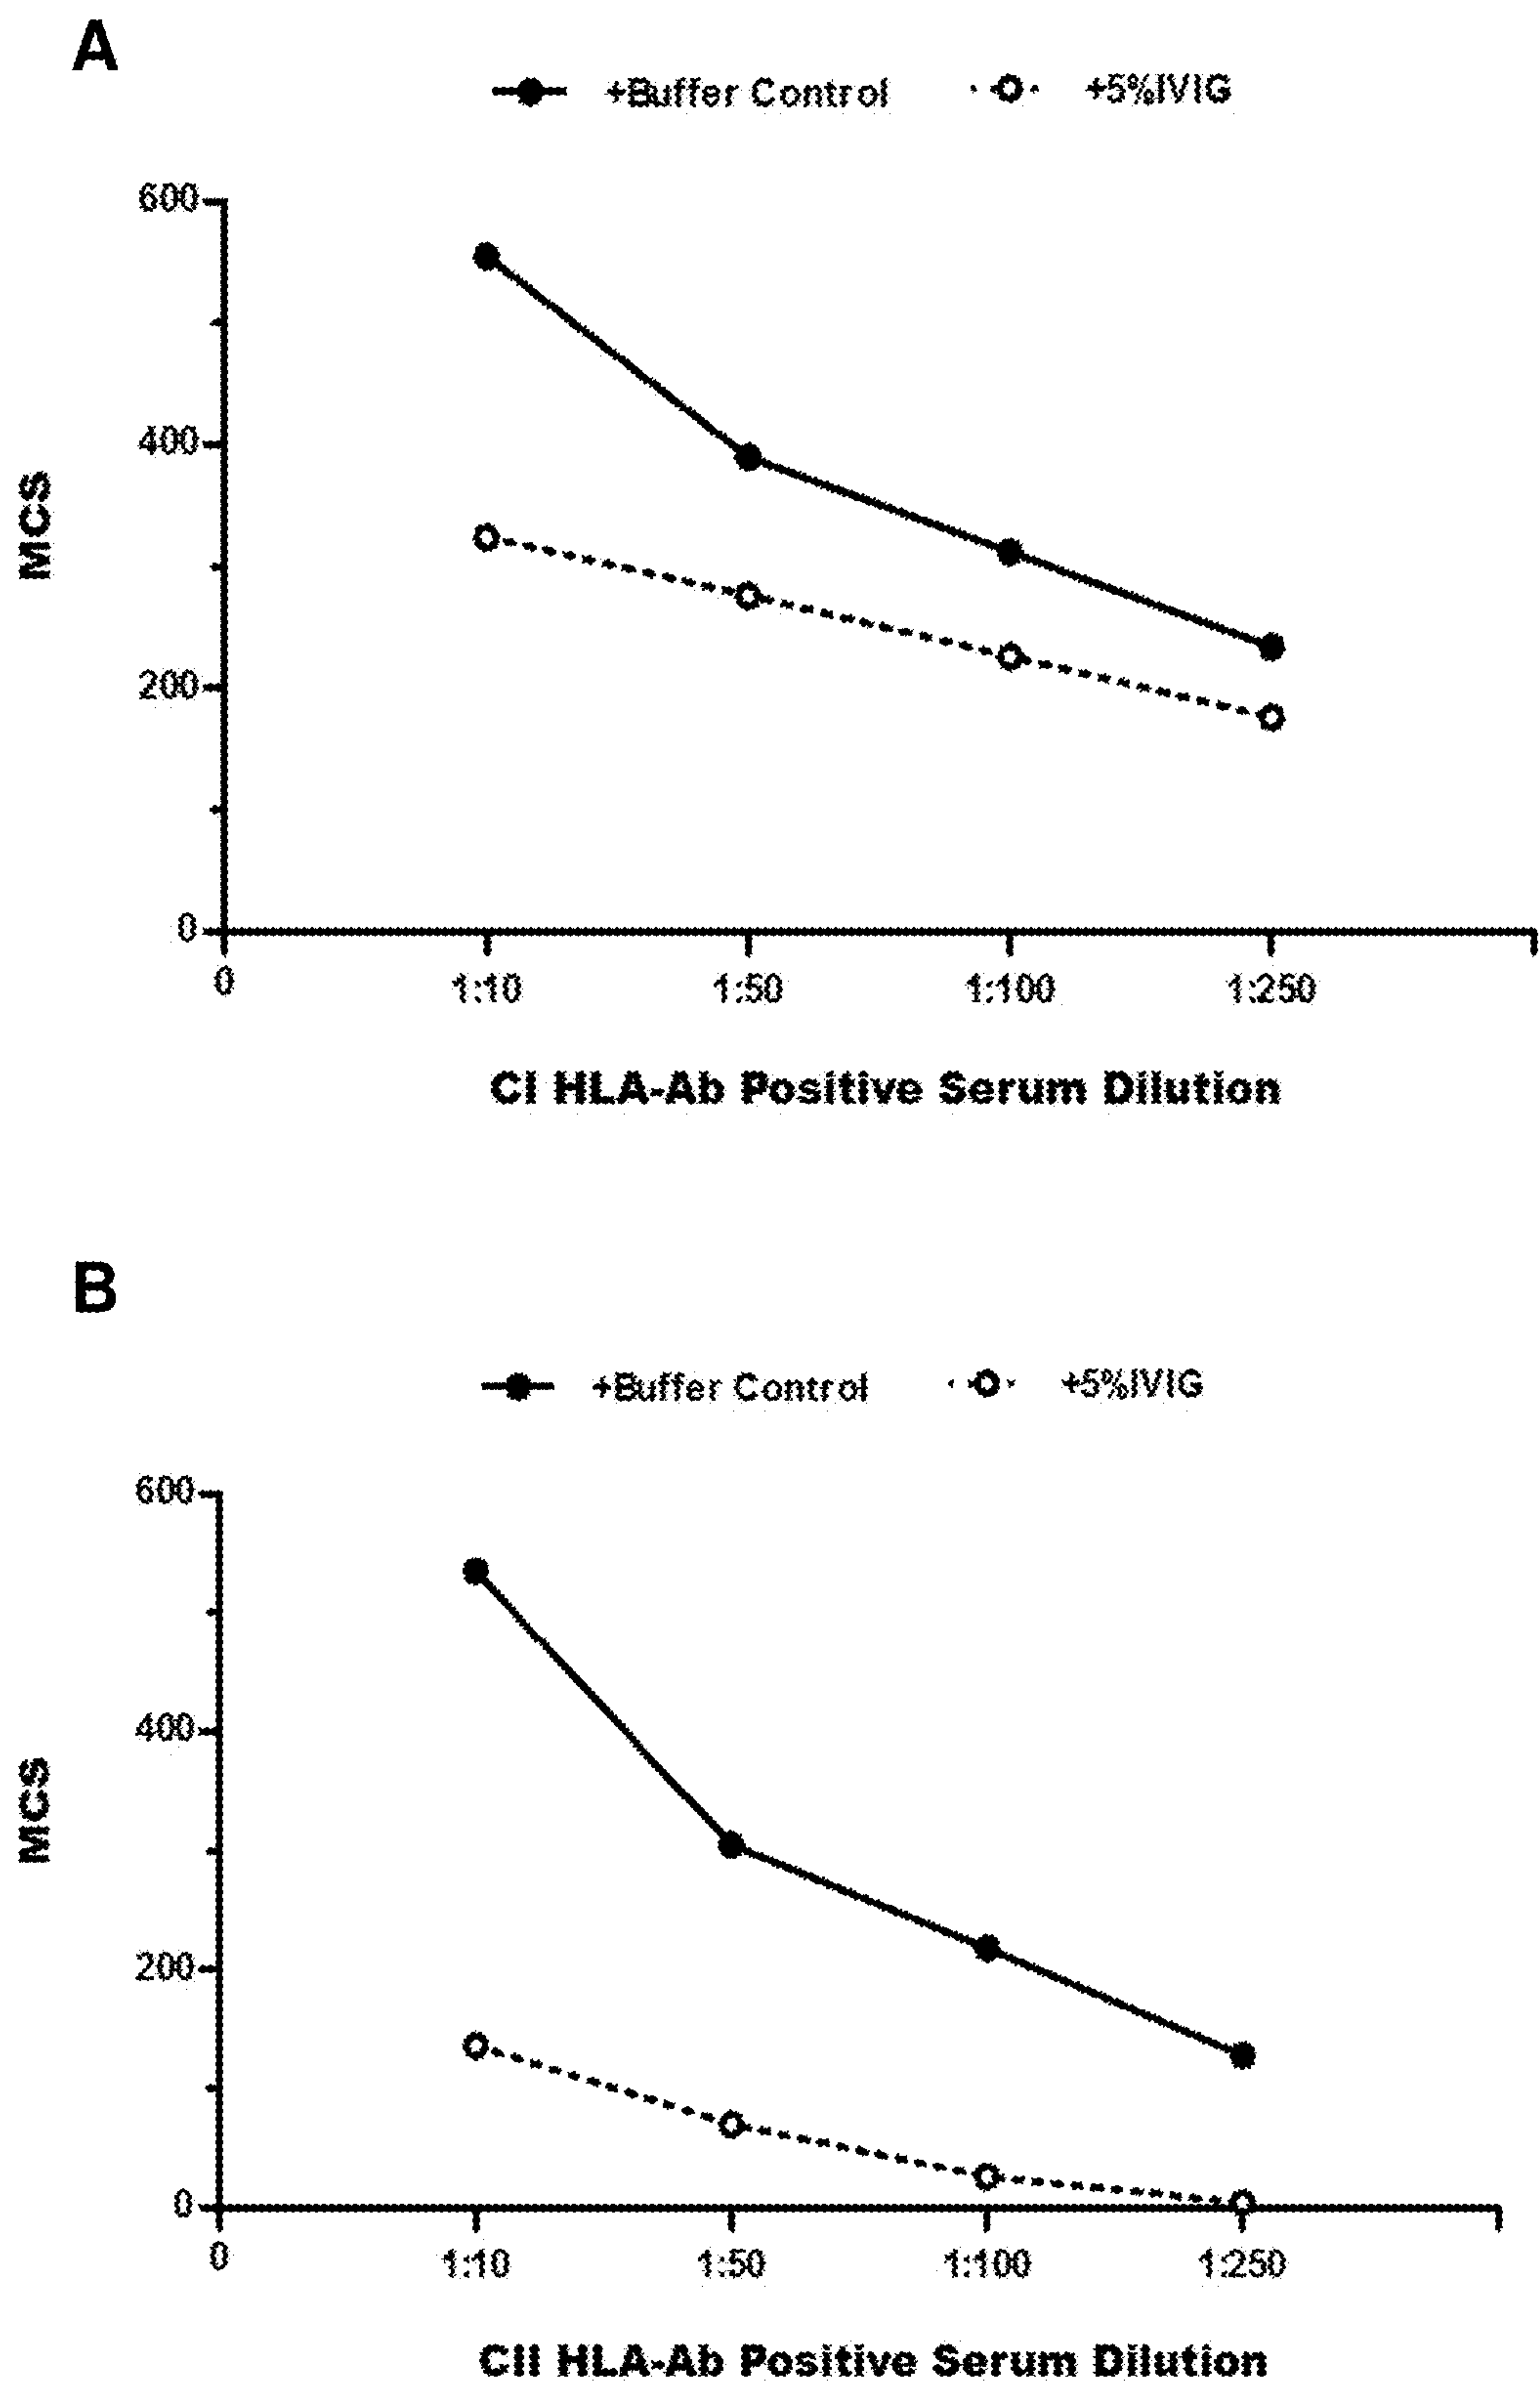 A
+Buffer Control +5%IVIG
600
400
200
0
MCS
0 1:10 1:50 1:100 1:250
CI HLA-Ab Positive Serum Dilution
B
+Buffer Control +5%IVIG
600
400
200
0
MCS
0 1:10 1:50 1:100 1:250
CII HLA-Ab Positive Serum Dilution